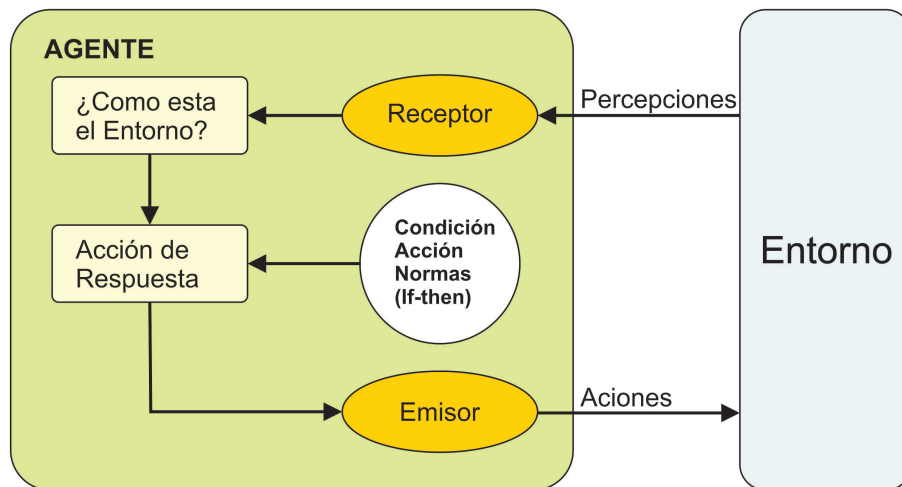 AGENTE
¿Como esta
el Entorno?
Receptor
Percepciones
Acción de
Respuesta
Condición
Acción
Normas
(If-then)
Entorno
Emisor
Aciones